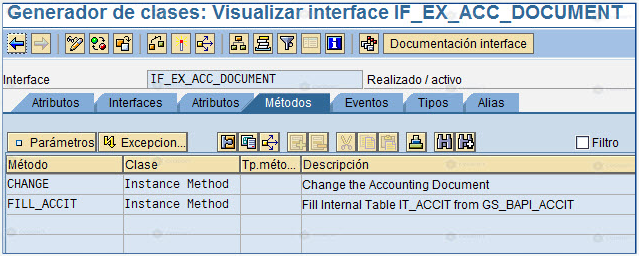 Generador de clases: Visualizar interface IF_EX_ACC_DOCUMENT
Documentación interface
Interface IF_EX_ACC_DOCUMENT Realizado / activo
Atributos Interfaces Atributos Métodos Eventos Tipos Alias
Parámetros Excepcion... Filtro
Método Clase Tp.méto... Descripción
CHANGE Instance Method Change the Accounting Document
FILL_ACCIT Instance Method Fill Internal Table IT_ACCIT from GS_BAPI_ACCIT